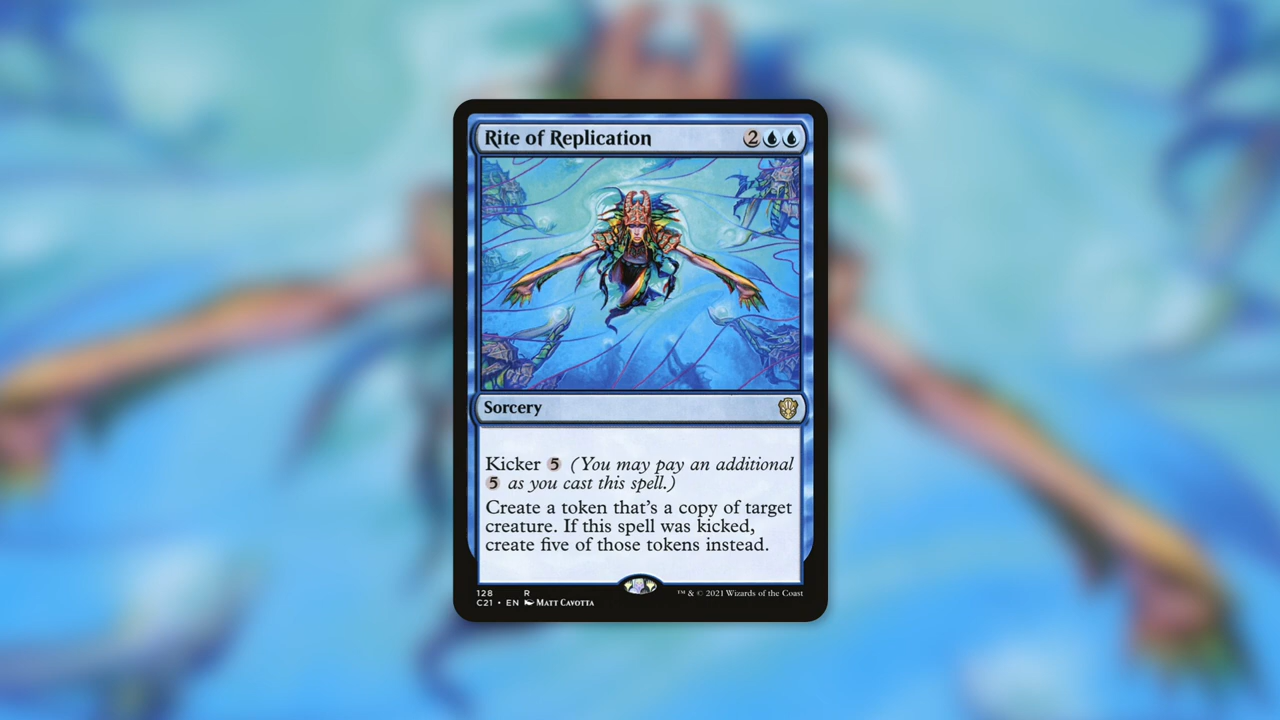 Rite of Replication 2
Sorcery
Kicker 5 (You may pay an additional
5 as you cast this spell.)
Create a token that's a copy of target
creature. If this spell was kicked,
create five of those tokens instead.
128 R
C21 • EN Matt Cavotta
™ & © 2021 Wizards of the Coast